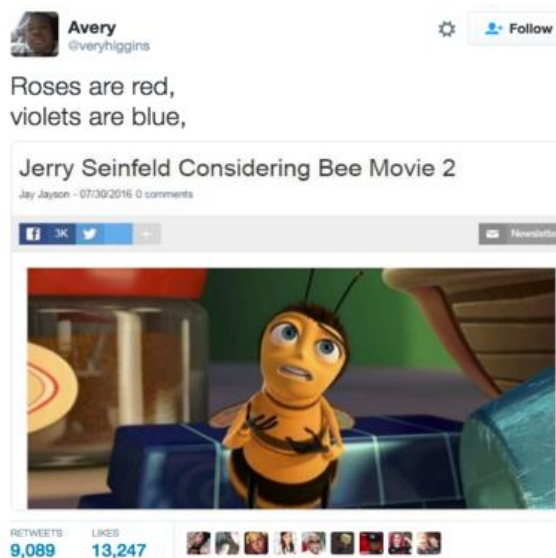 Avery
@veryhiggins
Follow
Roses are red,
violets are blue,
Jerry Seinfeld Considering Bee Movie 2
Jay Jayson - 07/30/2016 0 comments
3K
Newslette
RETWEETS LIKES
9,089 13,247